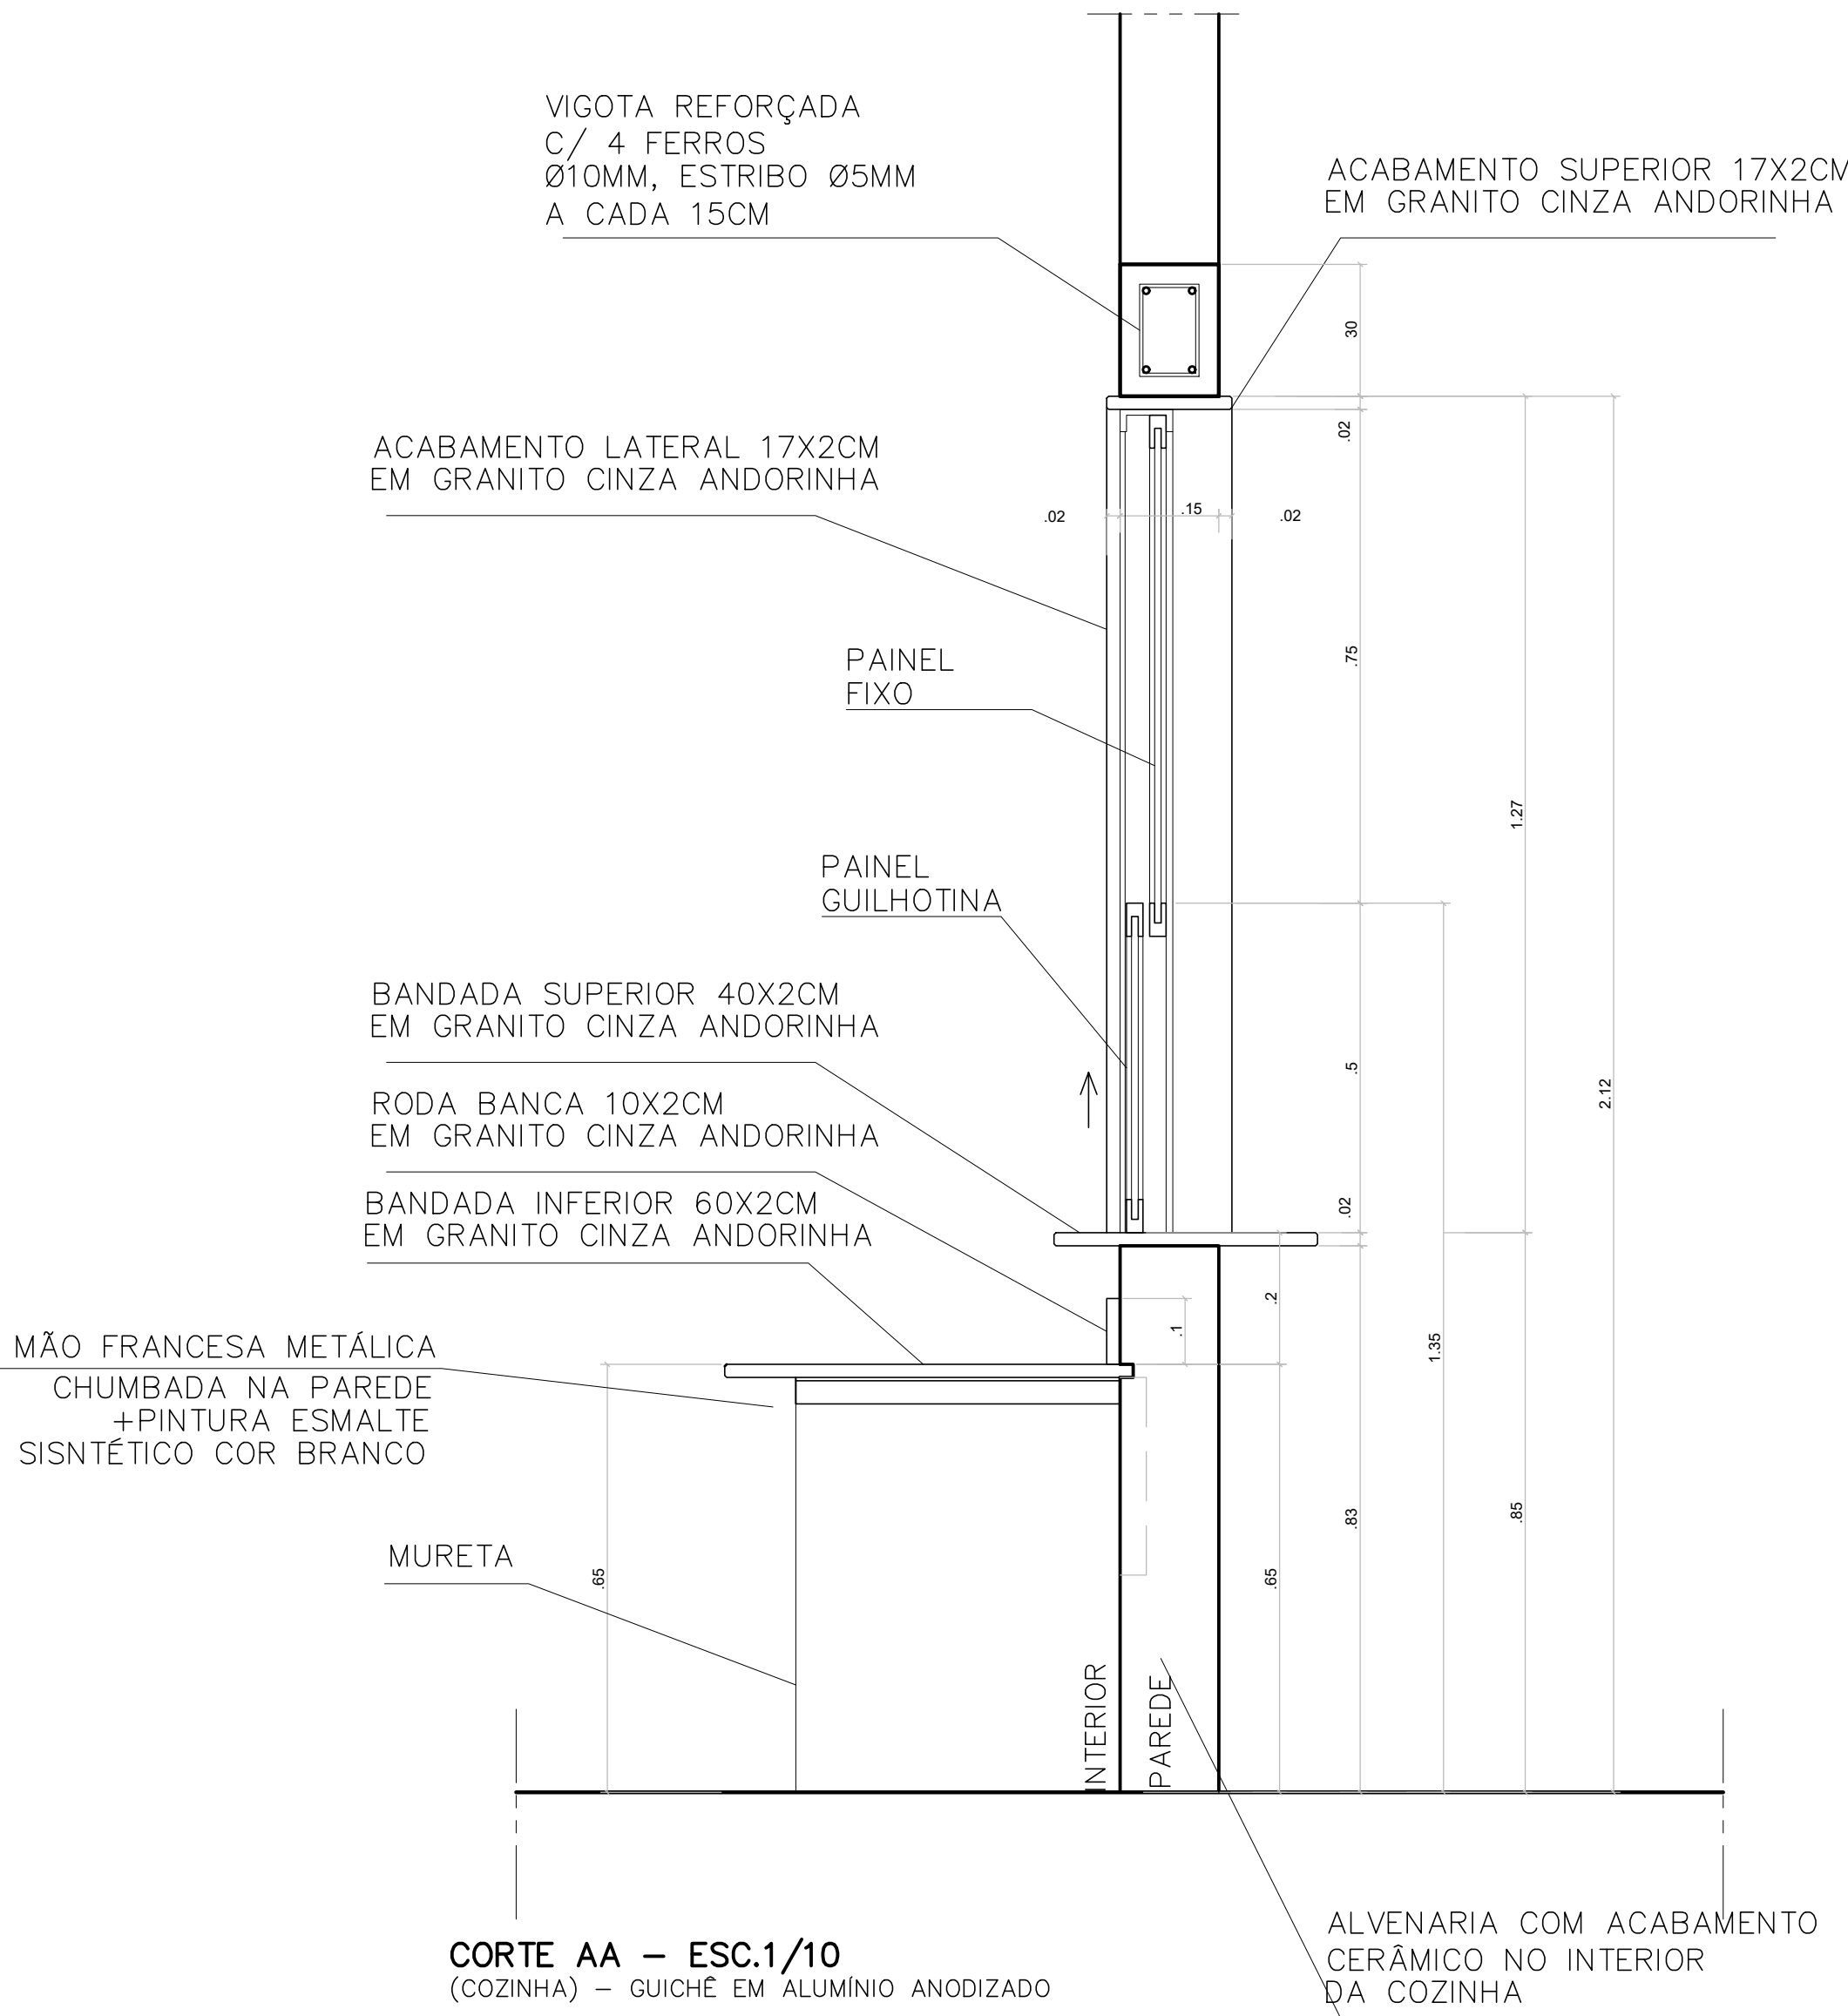 VIGOTA REFORÇADA
C/ 4 FERROS
Ø10MM, ESTRIBO Ø5MM
A CADA 15CM
ACABAMENTO SUPERIOR 17X2CM
EM GRANITO CINZA ANDORINHA
30
.02
ACABAMENTO LATERAL 17X2CM
EM GRANITO CINZA ANDORINHA
.02
.15
.02
PAINEL
FIXO
.75
1.27
PAINEL
GUILHOTINA
BANDADA SUPERIOR 40X2CM
EM GRANITO CINZA ANDORINHA
.5
2.12
RODA BANCA 10X2CM
EM GRANITO CINZA ANDORINHA
BANDADA INFERIOR 60X2CM
EM GRANITO CINZA ANDORINHA
.02
.2
.1
1.35
MÃO FRANCESA METÁLICA
CHUMBADA NA PAREDE
+PINTURA ESMALTE
SISNTÉTICO COR BRANCO
.83
.85
MURETA
.65
.65
INTERIOR
PAREDE
CORTE AA – ESC.1/10
(COZINHA) – GUICHÊ EM ALUMÍNIO ANODIZADO
ALVENARIA COM ACABAMENTO
CERÂMICO NO INTERIOR
DA COZINHA